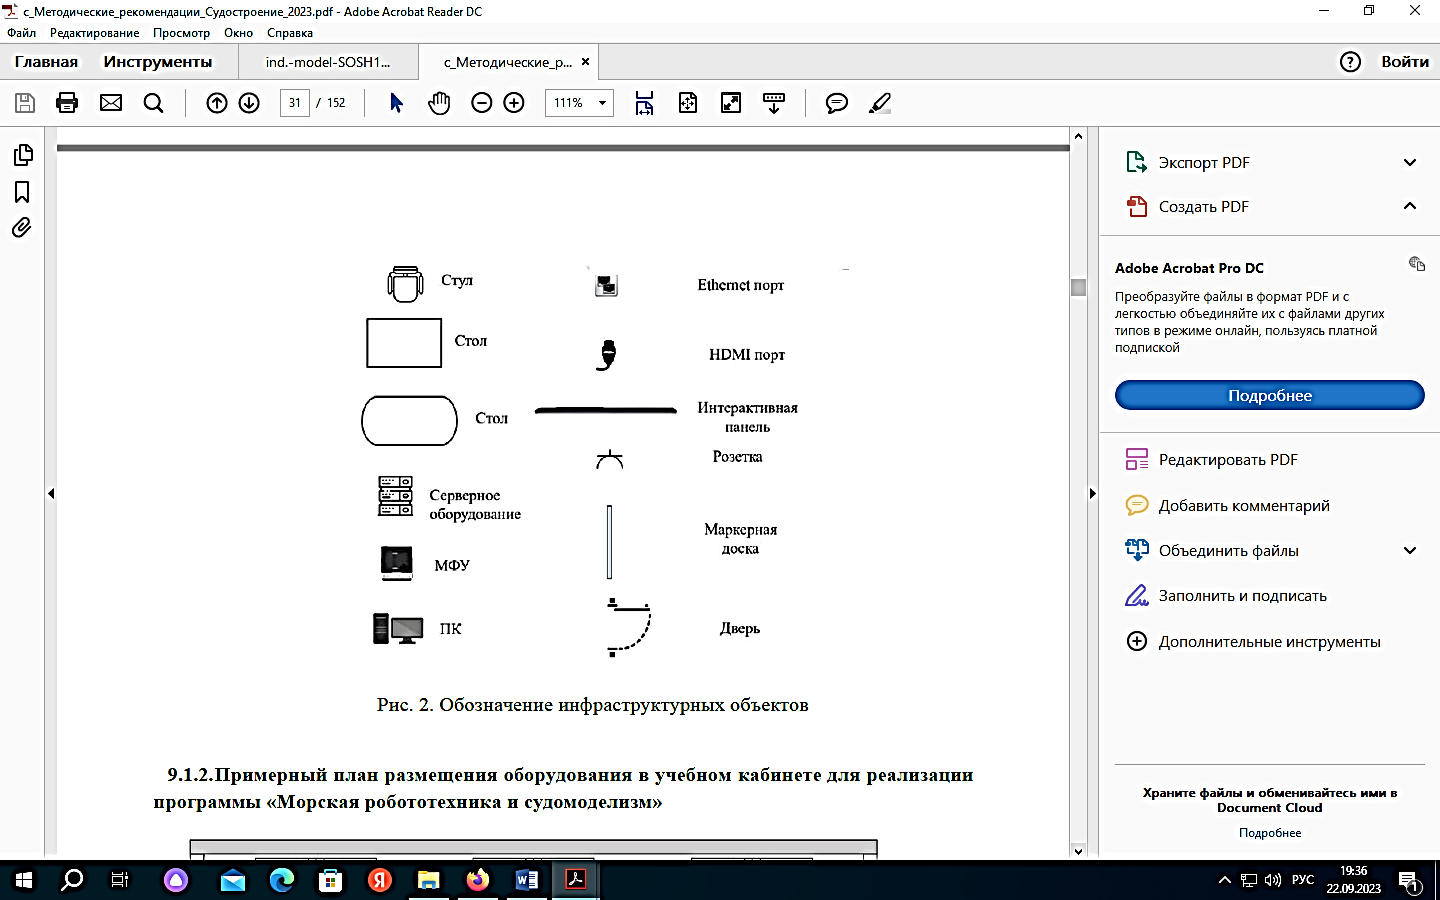 с_Методические_рекомендации_Судостроение_2023.pdf - Adobe Acrobat Reader DC
Файл Редактирование Просмотр Окно Справка
Главная Инструменты ind.-model-SOSH1... с_Методические_р... ×
? Войти
31 / 152 111%
Стул
Ethernet порт
Стол
HDMI порт
Стол
Интерактивная
панель
Розетка
Серверное
оборудование
Маркерная
доска
МФУ
ПК
Дверь
Рис. 2. Обозначение инфраструктурных объектов
9.1.2.Примерный план размещения оборудования в учебном кабинете для реализации
программы «Морская робототехника и судомоделизм»
Экспорт PDF
Создать PDF
Adobe Acrobat Pro DC
Преобразуйте файлы в формат PDF и с
легкостью объединяйте их с файлами других
типов в режиме онлайн, пользуясь платной
подпиской
Подробнее
Редактировать PDF
Добавить комментарий
Объединить файлы
Заполнить и подписать
Дополнительные инструменты
Храните файлы и обменивайтесь ими в
Document Cloud
Подробнее
Я
РУС
19:36
22.09.2023
1